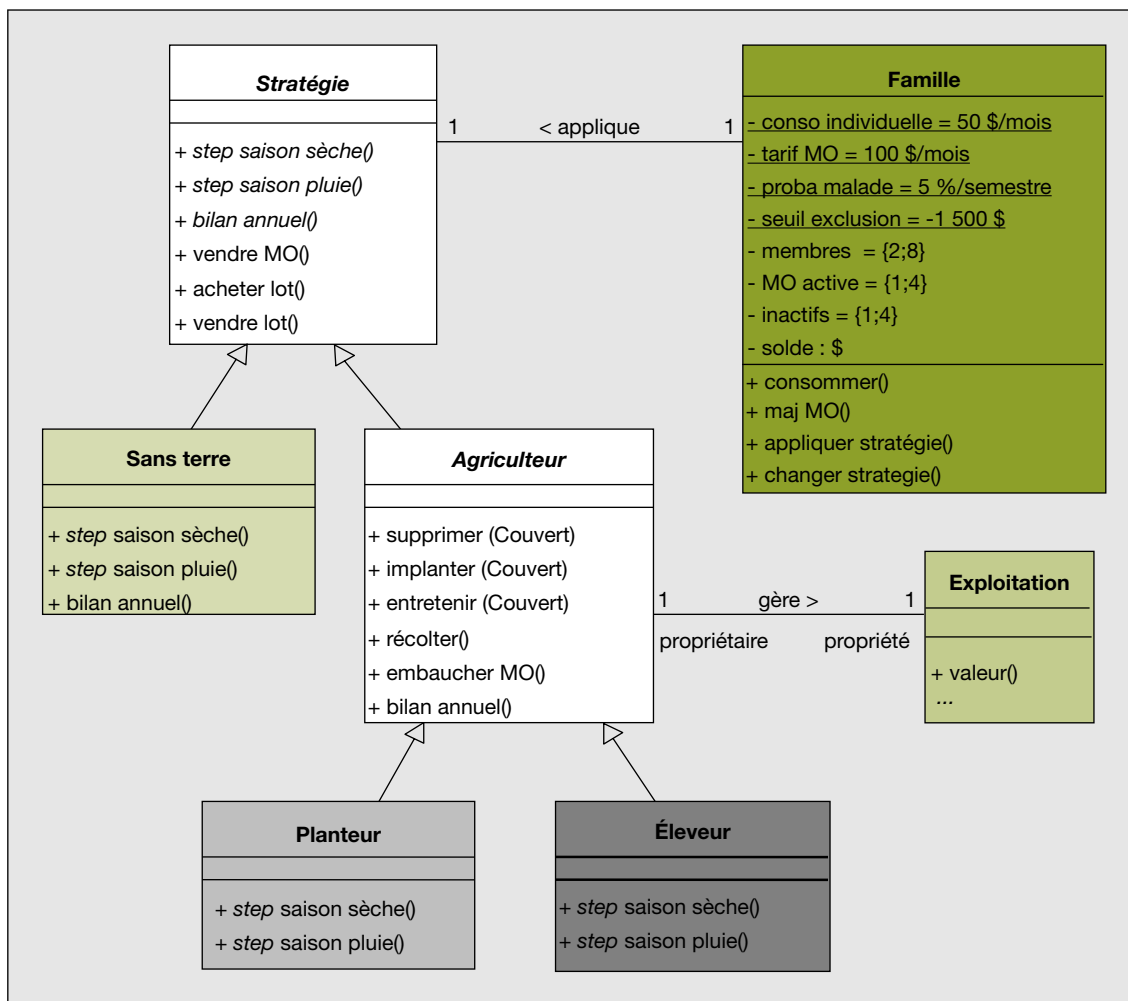 Stratégie
+ step saison sèche()
+ step saison pluie()
+ bilan annuel()
+ vendre MO()
+ acheter lot()
+ vendre lot()
1 < applique 1
Famille
- conso individuelle = 50 $/mois
- tarif MO = 100 $/mois
- proba malade = 5 %/semestre
- seuil exclusion = -1 500 $
- membres = {2;8}
- MO active = {1;4}
- inactifs = {1;4}
- solde : $
+ consommer()
+ maj MO()
+ appliquer stratégie()
+ changer strategie()
Sans terre
+ step saison sèche()
+ step saison pluie()
+ bilan annuel()
Agriculteur
+ supprimer (Couvert)
+ implanter (Couvert)
+ entretenir (Couvert)
+ récolter()
+ embaucher MO()
+ bilan annuel()
1 gère > 1
propriétaire propriété
Exploitation
+ valeur()
...
Planteur
+ step saison sèche()
+ step saison pluie()
Éleveur
+ step saison sèche()
+ step saison pluie()